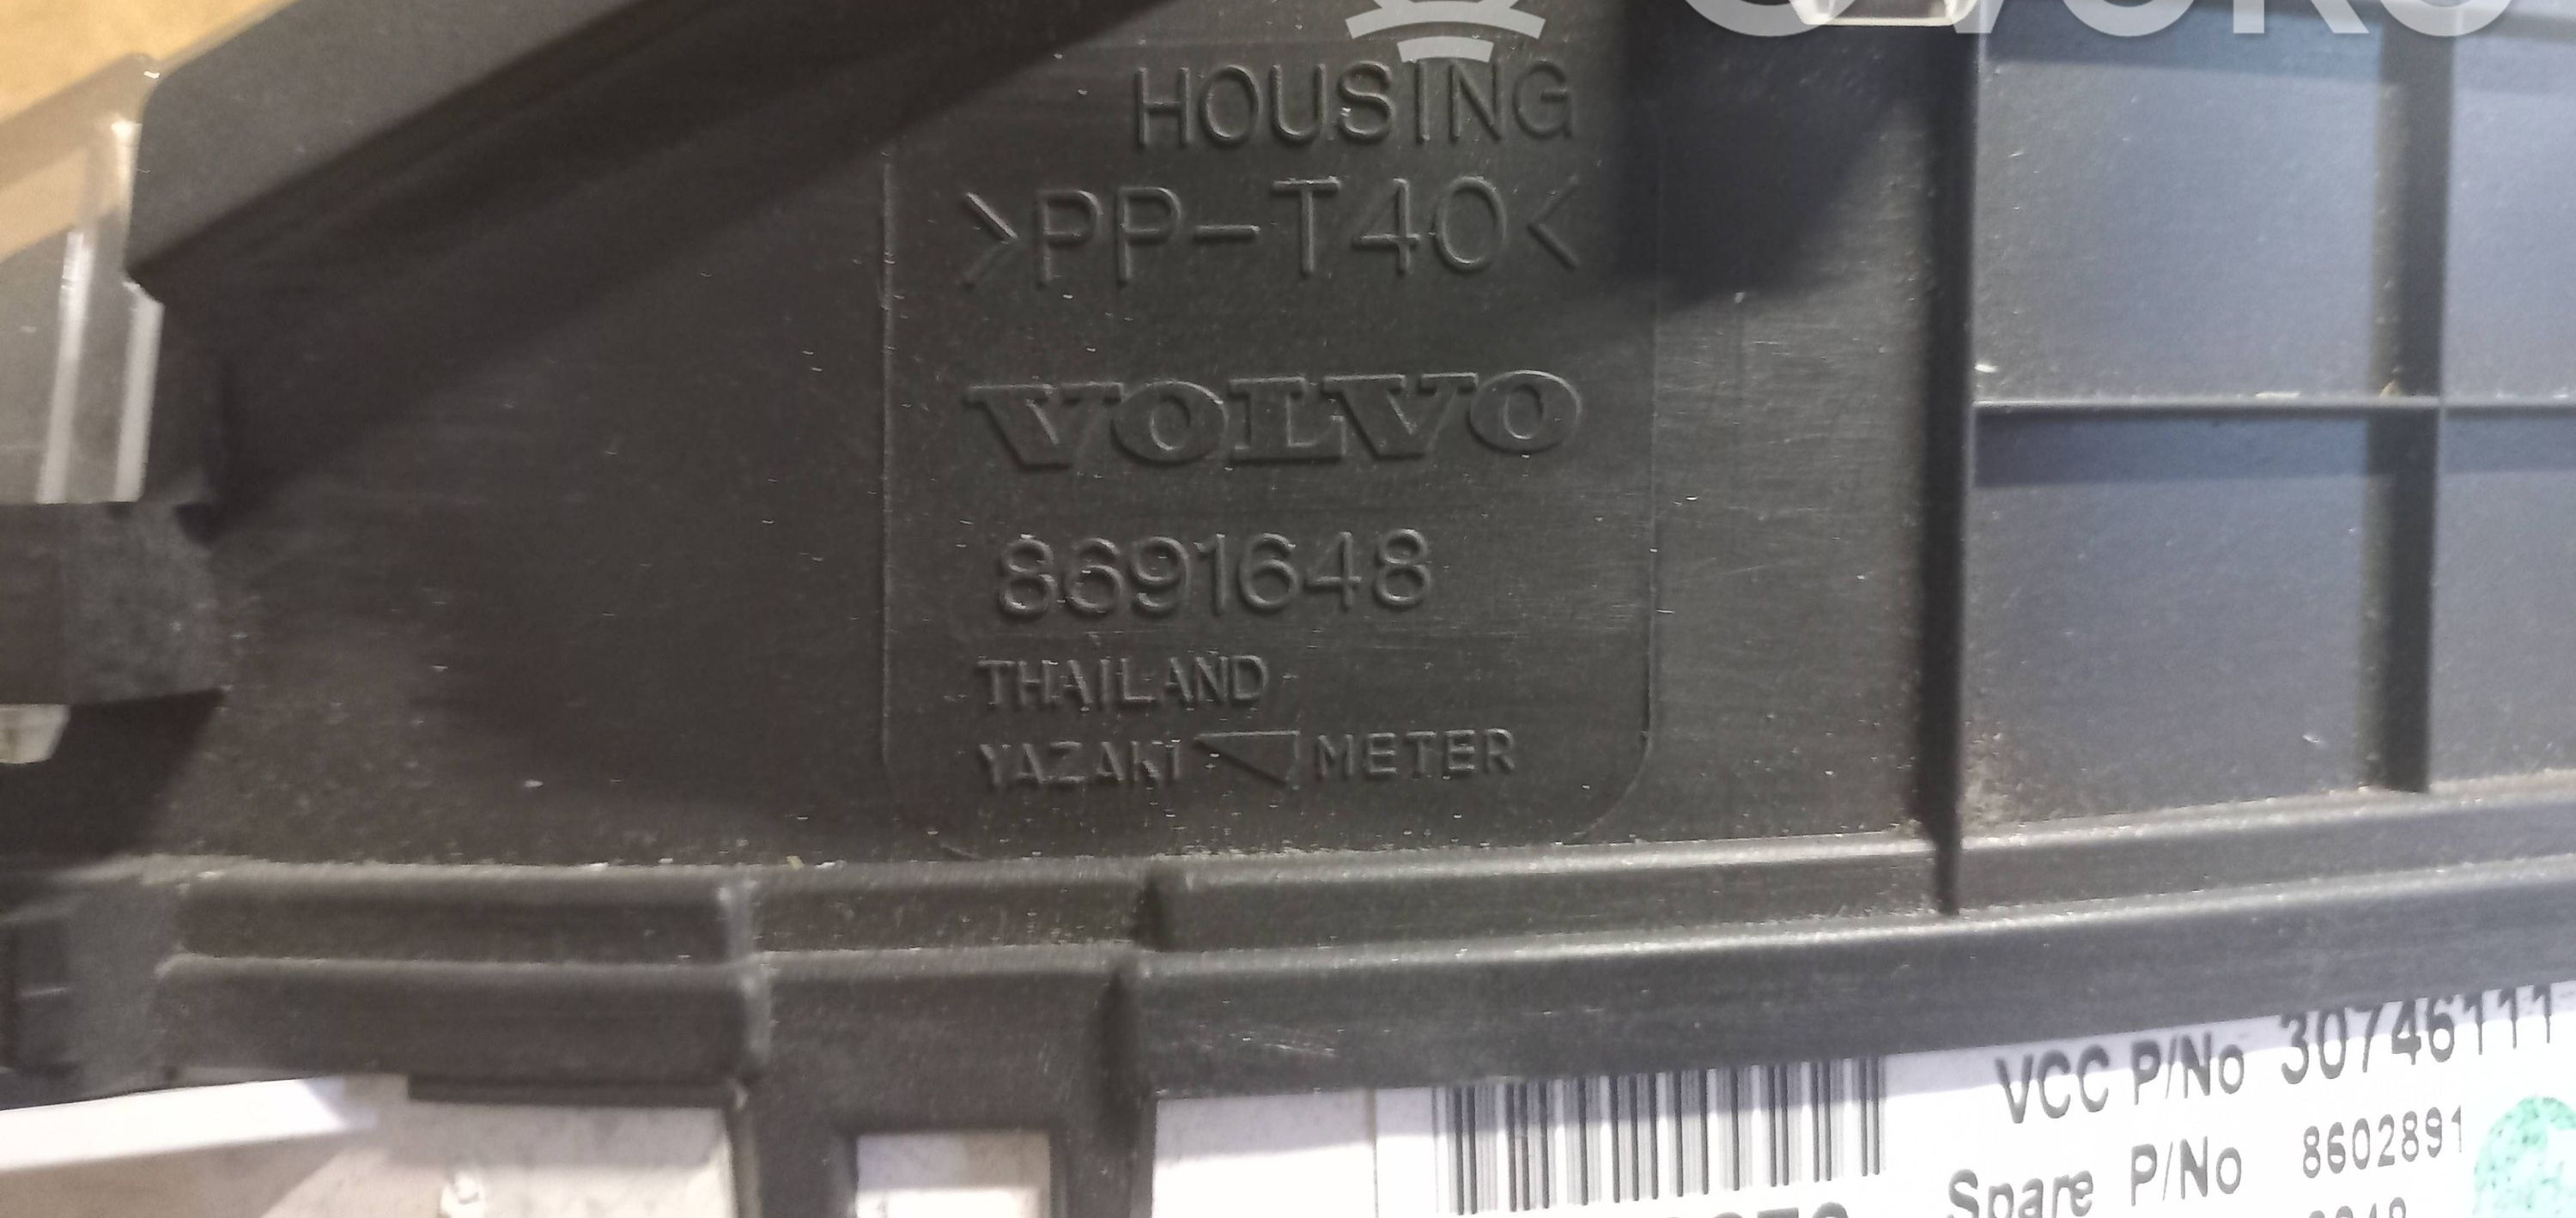 HOUSING
>PP-T40<
VOLVO
8691648
THAILAND
YAZAKI METER
VCC P/No 30746111
Spare P/No 8602891